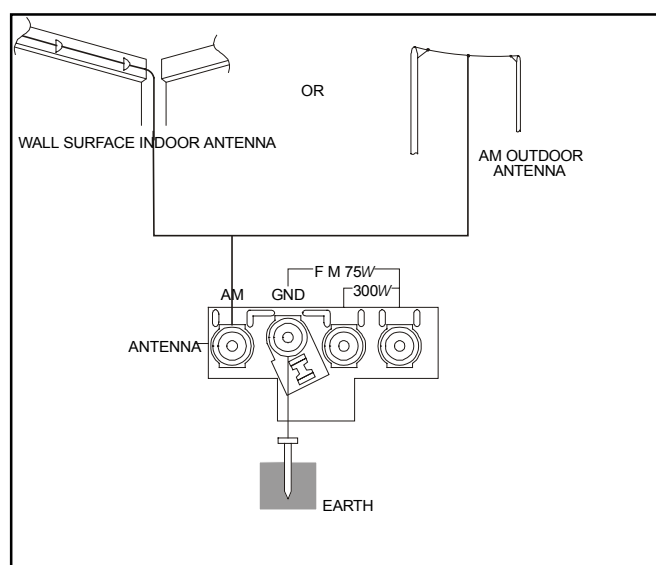 OR
WALL SURFACE INDOOR ANTENNA
AM OUTDOOR
ANTENNA
F M 75W
300W
AM
GND
ANTENNA
EARTH